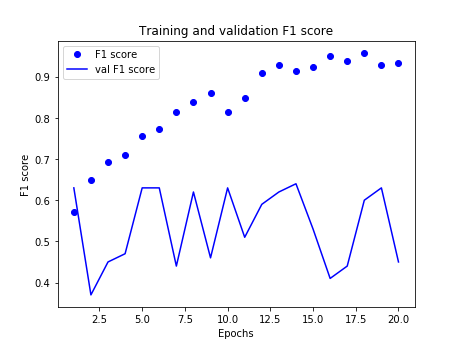 Training and validation F1 score
F1 score
val F1 score
0.9
0.8
0.7
0.6
0.5
0.4
F1 score
2.5 5.0 7.5 10.0 12.5 15.0 17.5 20.0
Epochs